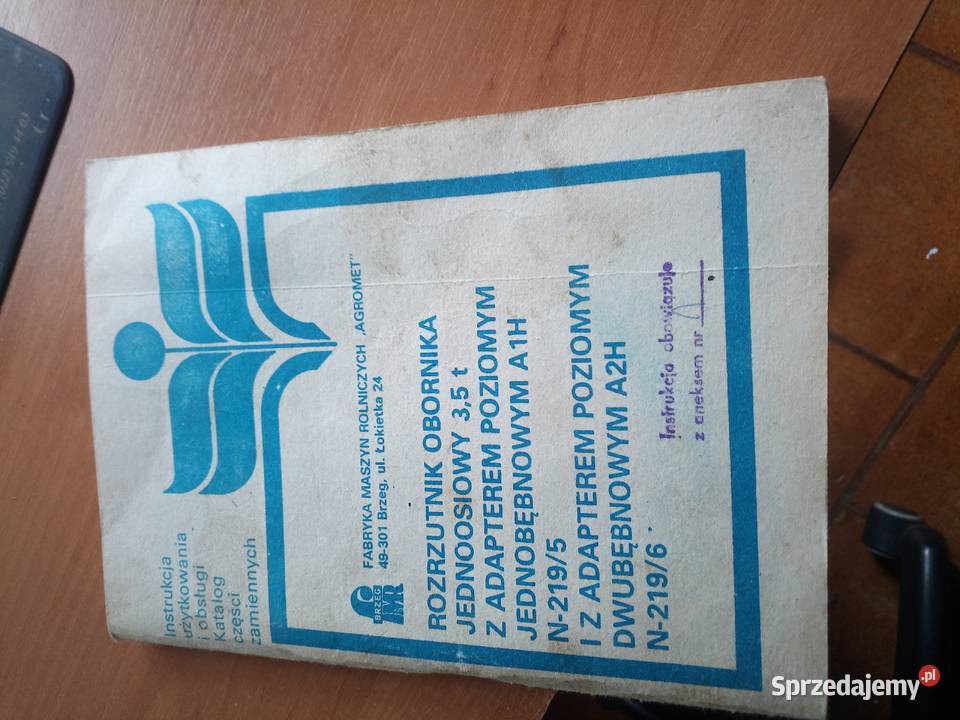 Instrukcja
użytkowania
i obsługi
Katalog
części
zamiennych
BRZEG
FMR
FABRYKA MASZYN ROLNICZYCH „AGROMET”
49-301 Brzeg, ul. Łokietka 24
ROZRZUTNIK OBORNIKA
JEDNOOSIOWY 3,5 t
Z ADAPTEREM POZIOMYM
JEDNOBĘBNOWYM A1H
N-219/5
I Z ADAPTEREM POZIOMYM
DWUBĘBNOWYM A2H
N-219/6
Instrukcja obowiązuje
z aneksem nr
Sprzedajemy.pl